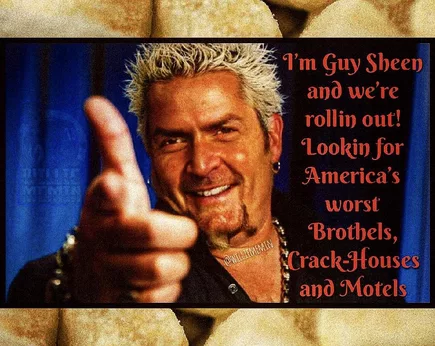 I'm Guy Sheen
and we're
rollin out!
Lookin for
America's
worst
Brothels,
Crack-Houses
and Motels